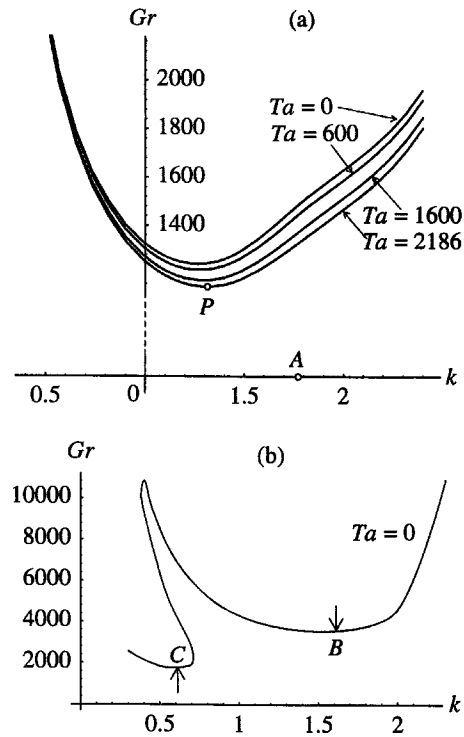 Gr
(a)
2000
1800
1600
1400
Ta = 0
Ta = 600
Ta = 1600
Ta = 2186
P
A
0.5
0
1.5
2
k
Gr
(b)
10000
8000
6000
4000
2000
Ta = 0
C
B
0.5
1
1.5
2
k